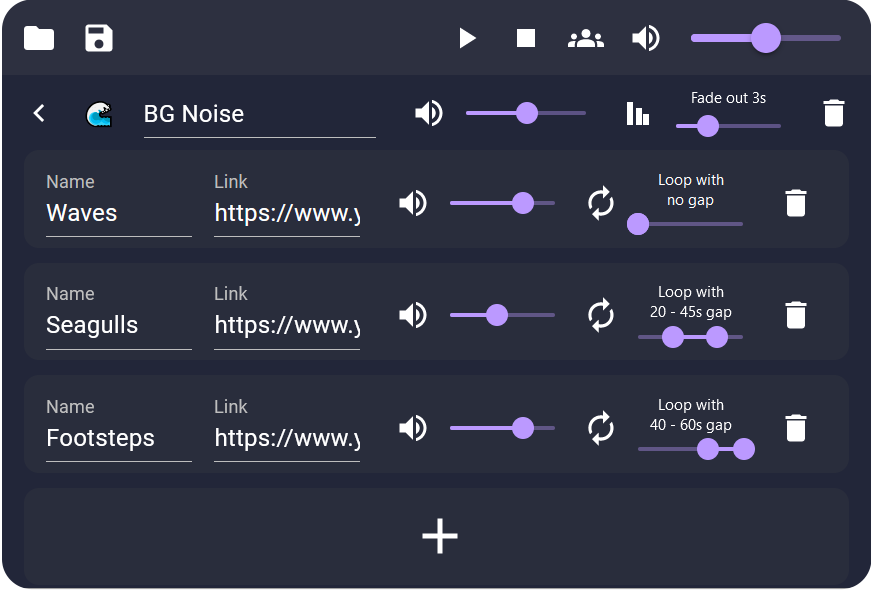 BG Noise
Fade out 3s
Name
Link
Loop with
no gap
Waves
https://www.y
Name
Link
Loop with
20 - 45s gap
Seagulls
https://www.y
Name
Link
Loop with
40 - 60s gap
Footsteps
https://www.y